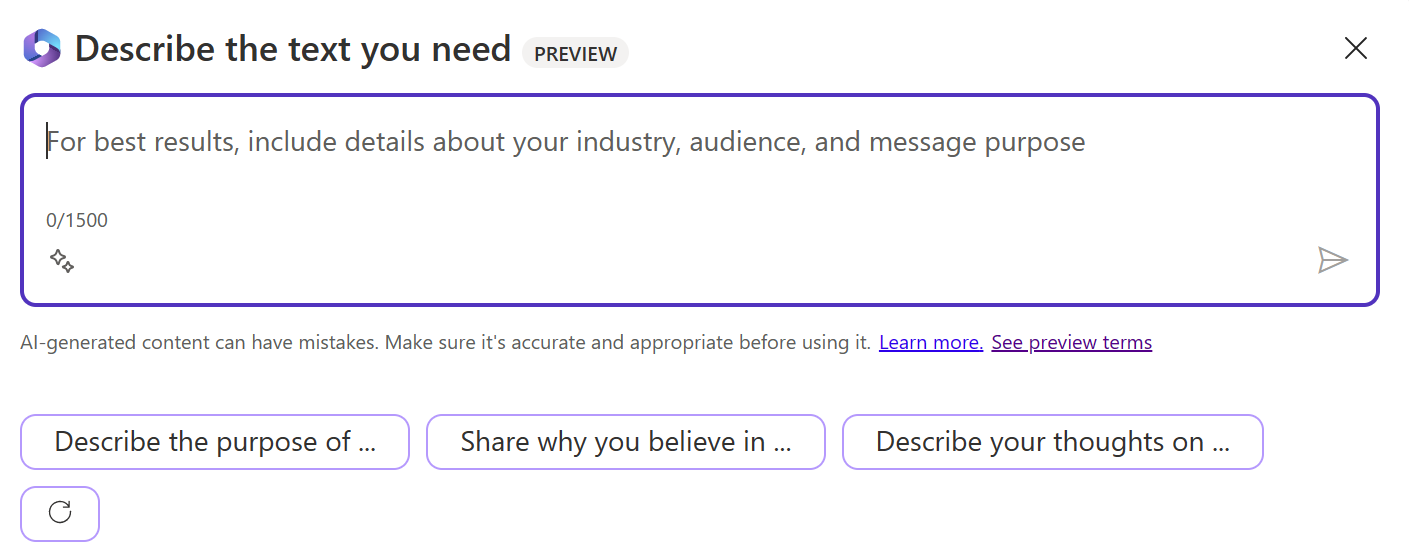 Describe the text you need PREVIEW
For best results, include details about your industry, audience, and message purpose
0/1500
AI-generated content can have mistakes. Make sure it's accurate and appropriate before using it. Learn more. See preview terms
Describe the purpose of ... Share why you believe in ... Describe your thoughts on ...